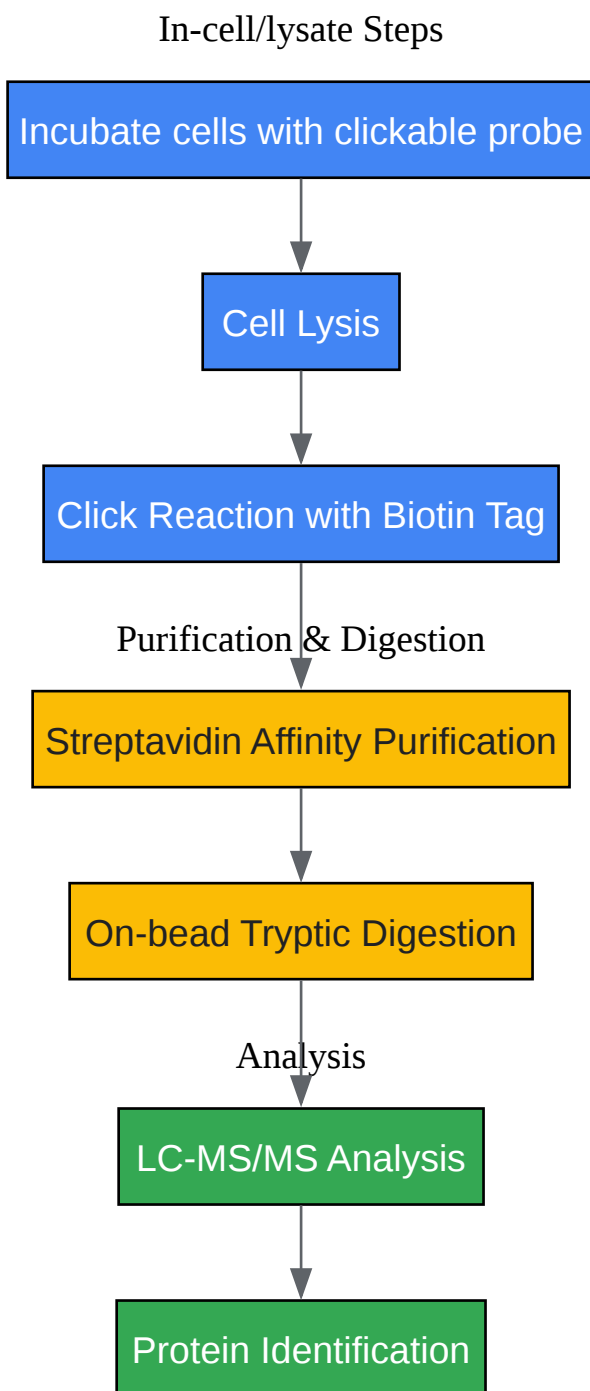 In-cell/lysate Steps
Incubate cells with clickable probe
Cell Lysis
Click Reaction with Biotin Tag
Purification & Digestion
Streptavidin Affinity Purification
On-bead Tryptic Digestion
Analysis
LC-MS/MS Analysis
Protein Identification